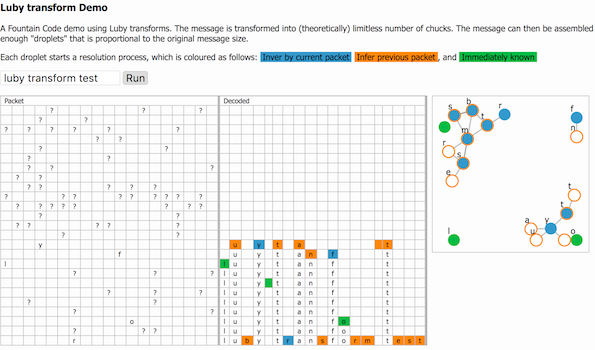 Luby transform Demo
A Fountain Code demo using Luby transforms. The message is transformed into (theoretically) limitless number of chucks. The message can then be assembled
enough "droplets" that is proportional to the original message size.
Each droplet starts a resolution process, which is coloured as follows: Inver by current packet Infer previous packet, and Immediately known
luby transform test Run
Packet Decoded
? ? ?
? ?
? ? ? ? ? ?
? ?
? ?
? ?
? ?
?
? ? ? ? ?
y u y t a t
f u y t a n f t
l l u y t a n f t
? ? l u y t a n f t
? l u y t a n f t
? ? l u y t a n f t
? l u y t a n f t
o l u y t a n f o t
? ? ? l u y t a n f o t
r l u b y t r a n s f o r m t e s t
s b r f
t
m n
r s
e
t
t
a y
u o
l